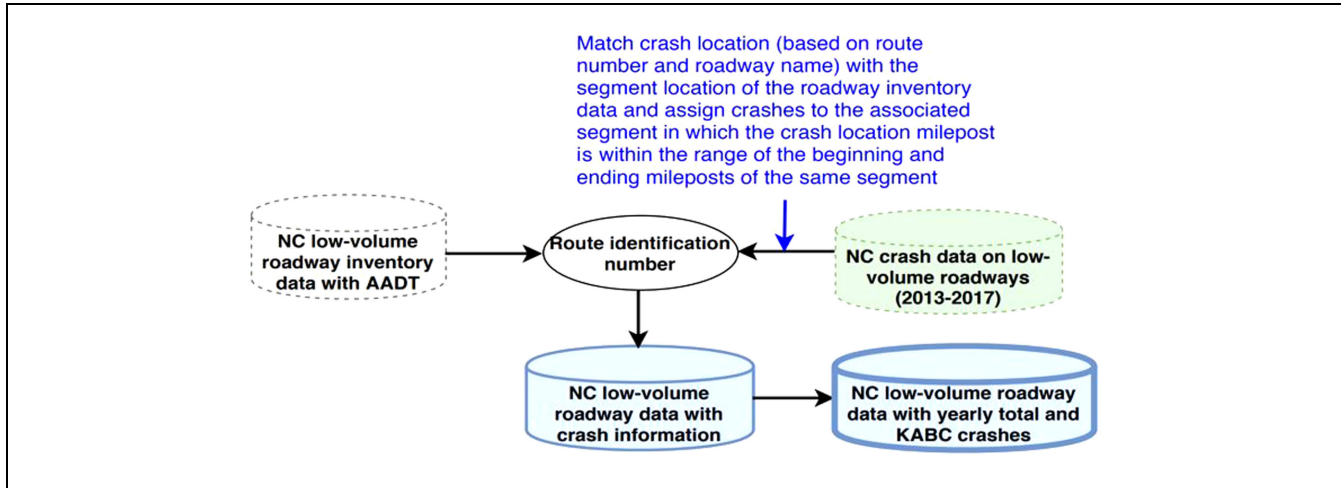 Match crash location (based on route
number and roadway name) with the
segment location of the roadway inventory
data and assign crashes to the associated
segment in which the crash location milepost
is within the range of the beginning and
ending mileposts of the same segment
NC low-volume
roadway inventory
data with AADT
Route identification
number
NC crash data on low-
volume roadways
(2013-2017)
NC low-volume
roadway data with
crash information
NC low-volume roadway
data with yearly total and
KABC crashes